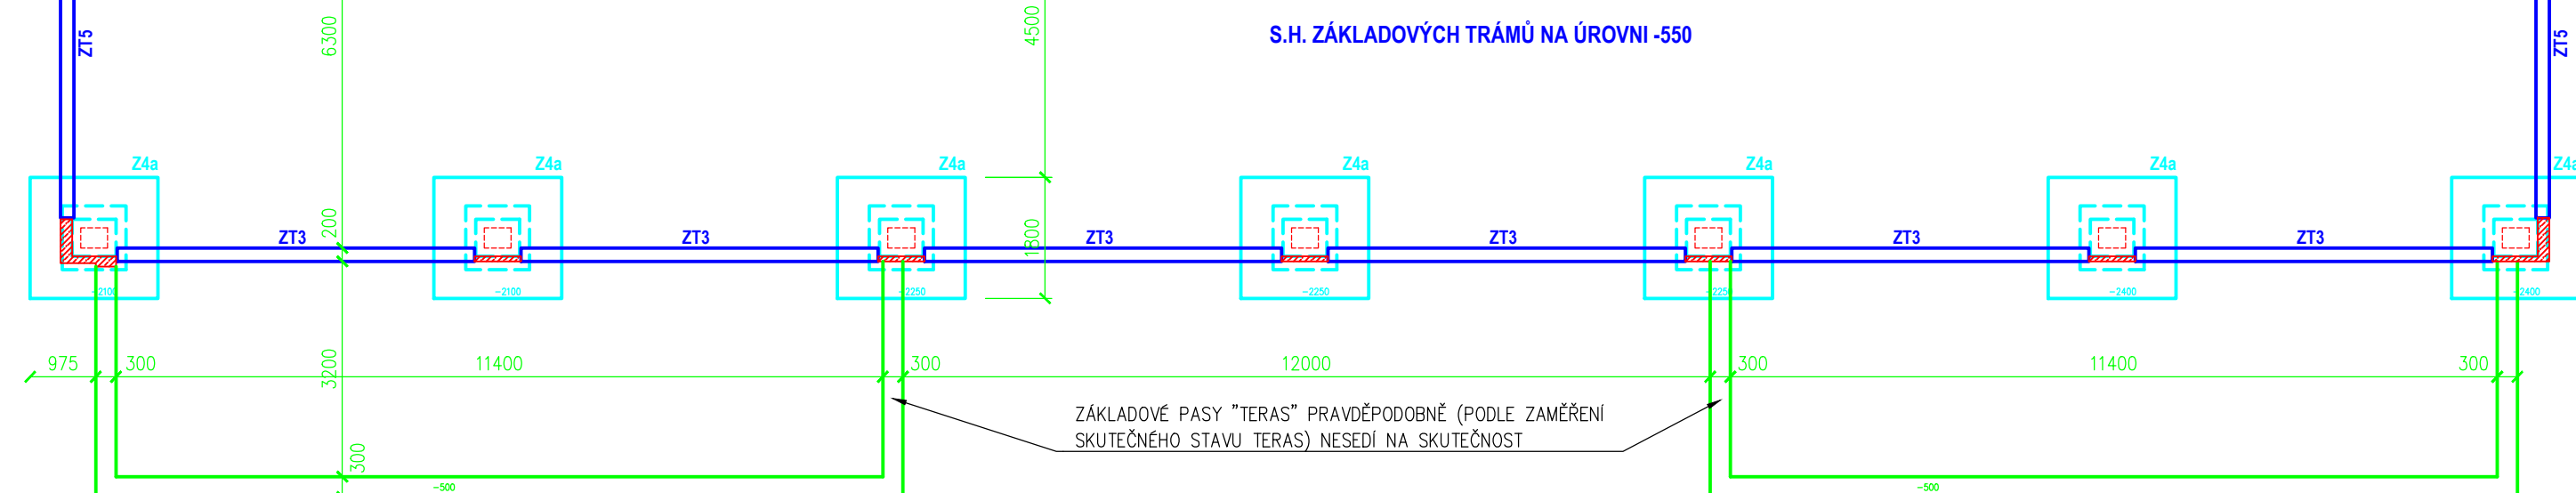 S.H. ZÁKLADOVÝCH TRÁMŮ NA ÚROVNI -550
ZT5
6300
4500
ZT5
Z4a
Z4a
Z4a
Z4a
Z4a
Z4a
Z4a
2000
1800
ZT3
ZT3
ZT3
ZT3
ZT3
ZT3
-2100
-2100
-2250
-2250
-2250
-2400
-2400
975
300
3200
11400
300
12000
300
11400
300
ZÁKLADOVÉ PASY "TERAS" PRAVDĚPODOBNĚ (PODLE ZAMĚŘENÍ
SKUTEČNÉHO STAVU TERAS) NESEDÍ NA SKUTEČNOST
300
-500
-500